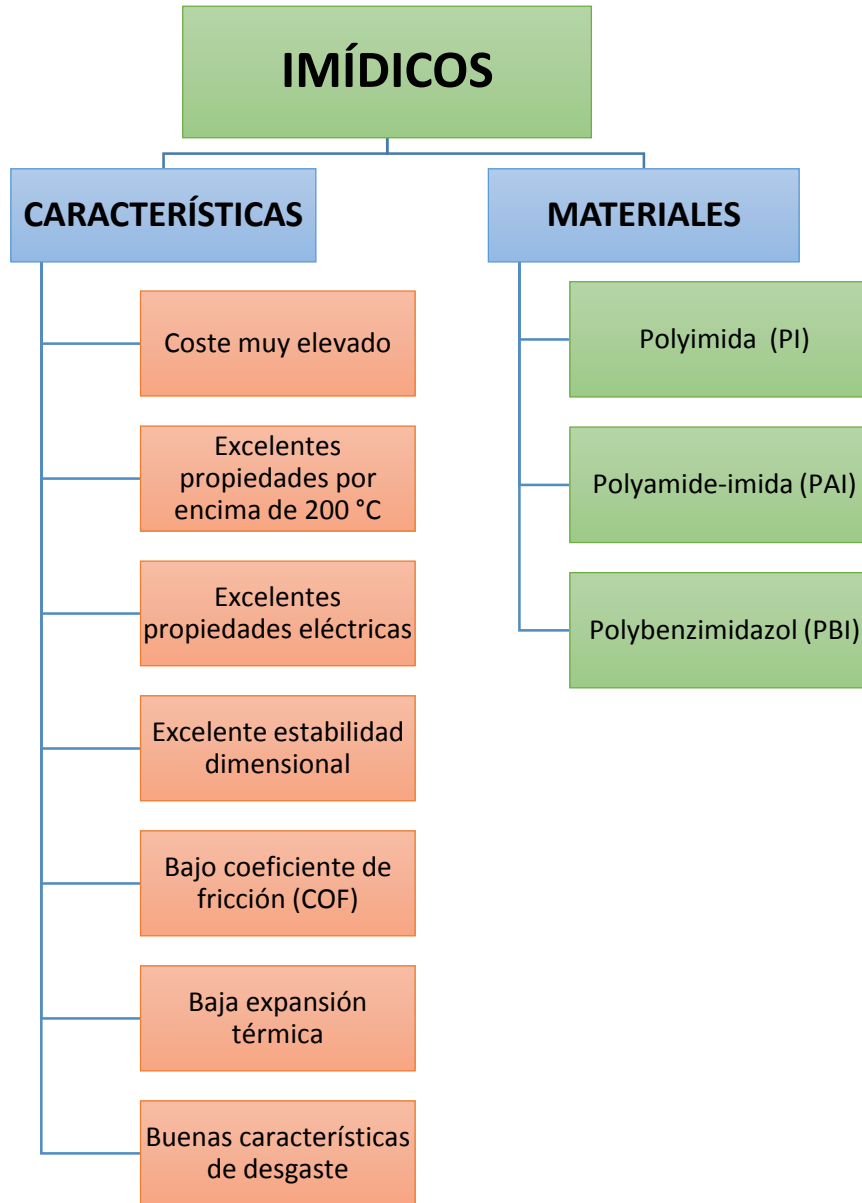 IMÍDICOS
CARACTERÍSTICAS
Coste muy elevado
Excelentes
propiedades por
encima de 200 °C
Excelentes
propiedades eléctricas
Excelente estabilidad
dimensional
Bajo coeficiente de
fricción (COF)
Baja expansión
térmica
Buenas características
de desgaste
MATERIALES
Polyimida (PI)
Polyamide-imida (PAI)
Polybenzimidazol (PBI)